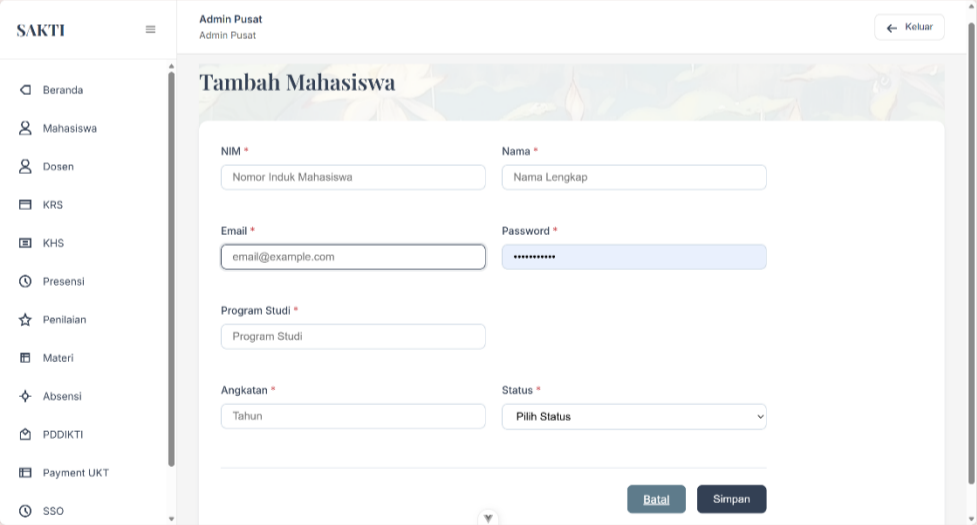 SAKTI
Admin Pusat
Admin Pusat
Keluar
Beranda
Mahasiswa
Dosen
KRS
KHS
Presensi
Penilaian
Materi
Absensi
PDDIKTI
Payment UKT
SSO
Tambah Mahasiswa
NIM *
Nomor Induk Mahasiswa
Nama *
Nama Lengkap
Email *
email@example.com
Password *
•••••••••••
Program Studi *
Program Studi
Angkatan *
Tahun
Status *
Pilih Status
Batal
Simpan